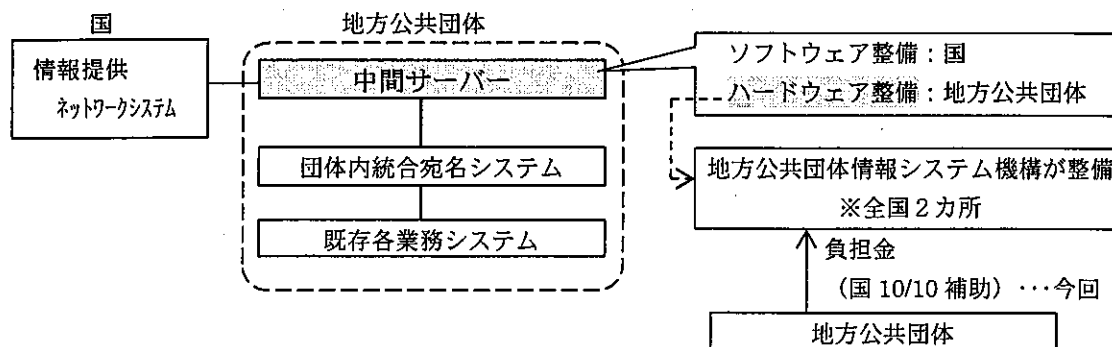 国
情報提供
ネットワークシステム
地方公共団体
中間サーバー
団体内統合宛名システム
既存各業務システム
ソフトウェア整備：国
ハードウェア整備：地方公共団体
地方公共団体情報システム機構が整備
※全国２カ所
負担金
（国 10/10 補助）…今回
地方公共団体